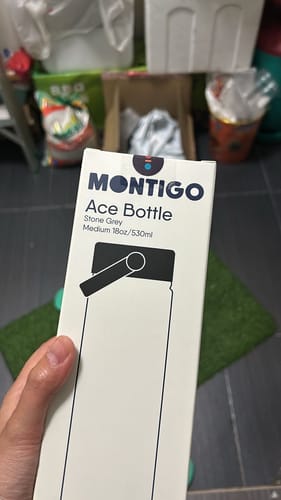 MONTIGO
Ace Bottle
Stone Grey
Medium 18oz/530ml